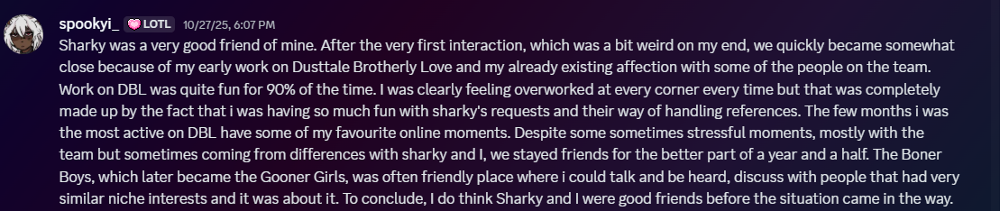 spookyi_ LOTL 10/27/25, 6:07 PM
Sharky was a very good friend of mine. After the very first interaction, which was a bit weird on my end, we quickly became somewhat
close because of my early work on Dusttale Brotherly Love and my already existing affection with some of the people on the team.
Work on DBL was quite fun for 90% of the time. I was clearly feeling overworked at every corner every time but that was completely
made up by the fact that i was having so much fun with sharky's requests and their way of handling references. The few months i was
the most active on DBL have some of my favourite online moments. Despite some sometimes stressful moments, mostly with the
team but sometimes coming from differences with sharky and I, we stayed friends for the better part of a year and a half. The Boner
Boys, which later became the Gooner Girls, was often friendly place where i could talk and be heard, discuss with people that had very
similar niche interests and it was about it. To conclude, I do think Sharky and I were good friends before the situation came in the way.